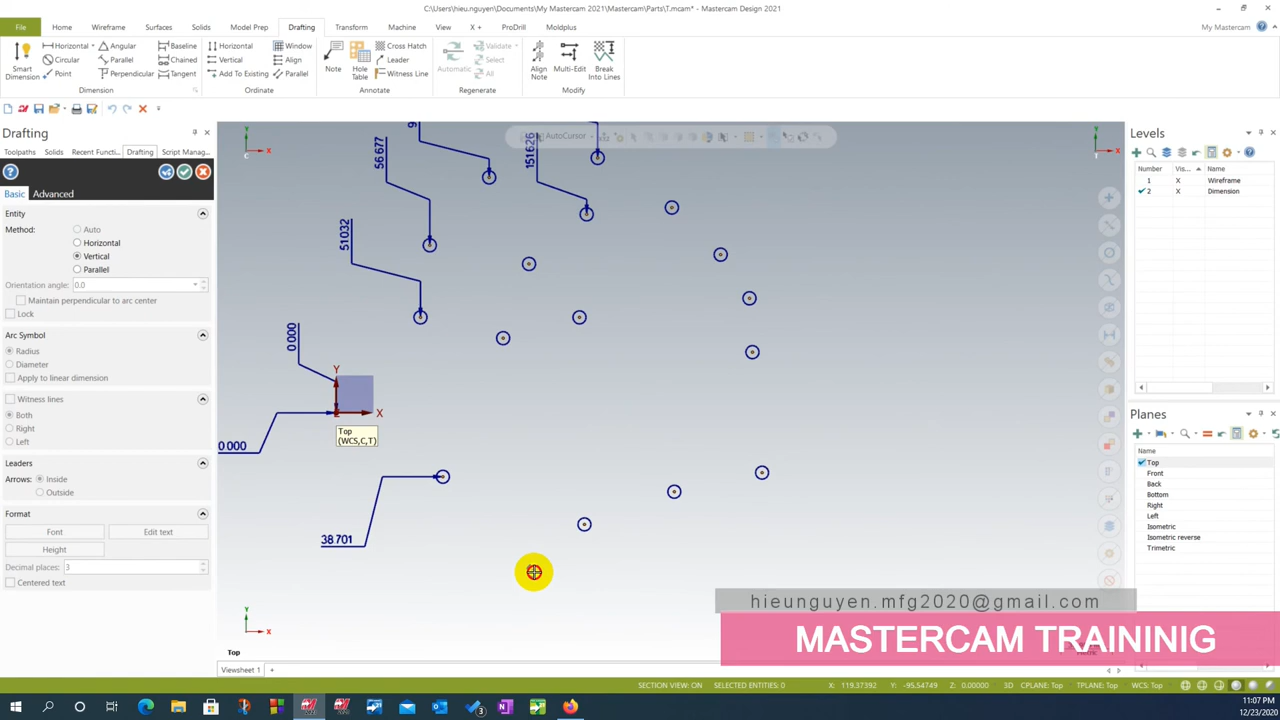 C:\Users\hieu.nguyen\Documents\My Mastercam 2021\Mastercam\Parts\T.mcam* - Mastercam Design 2021
File Home Wireframe Surfaces Solids Model Prep Drafting Transform Machine View X + ProDrill Moldplus My Mastercam
Horizontal Angular Baseline Horizontal Window Cross Hatch Validate
Circular Parallel Chained Vertical Align Leader Select
Point Perpendicular Tangent Add To Existing Parallel Witness Line All
Smart Dimension Note Hole Table Automatic Align Note Multi-Edit Break Into Lines
Dimension Ordinate Annotate Regenerate Modify
Drafting
Toolpaths Solids Recent Functi... Drafting Script Manag...
Basic Advanced
Entity
Method: Auto
Horizontal
Vertical
Parallel
Orientation angle: 0.0
Maintain perpendicular to arc center
Lock
Arc Symbol
Radius
Diameter
Apply to linear dimension
Witness lines
Both
Right
Left
Leaders
Arrows: Inside
Outside
Format
Font Edit text
Height
Decimal places: 3
Centered text
AutoCursor
C X
Y
T X
9
56.677
151.626
51.032
0.000
Y
X
Top
(WCS,C,T)
0.000
38.701
Y
X
Top
Viewsheet 1 +
Levels
Number Vis... Name
1 X Wireframe
2 X Dimension
Planes
Name
Top
Front
Back
Bottom
Right
Left
Isometric
Isometric reverse
Trimetric
hieunguyen.mfg2020@gmail.com
MASTERCAM TRAININIG
SECTION VIEW: ON SELECTED ENTITIES: 0 X: 119.37392 Y: -95.54749 Z: 0.00000 3D CPLANE: Top TPLANE: Top WCS: Top
11:07 PM
12/23/2020